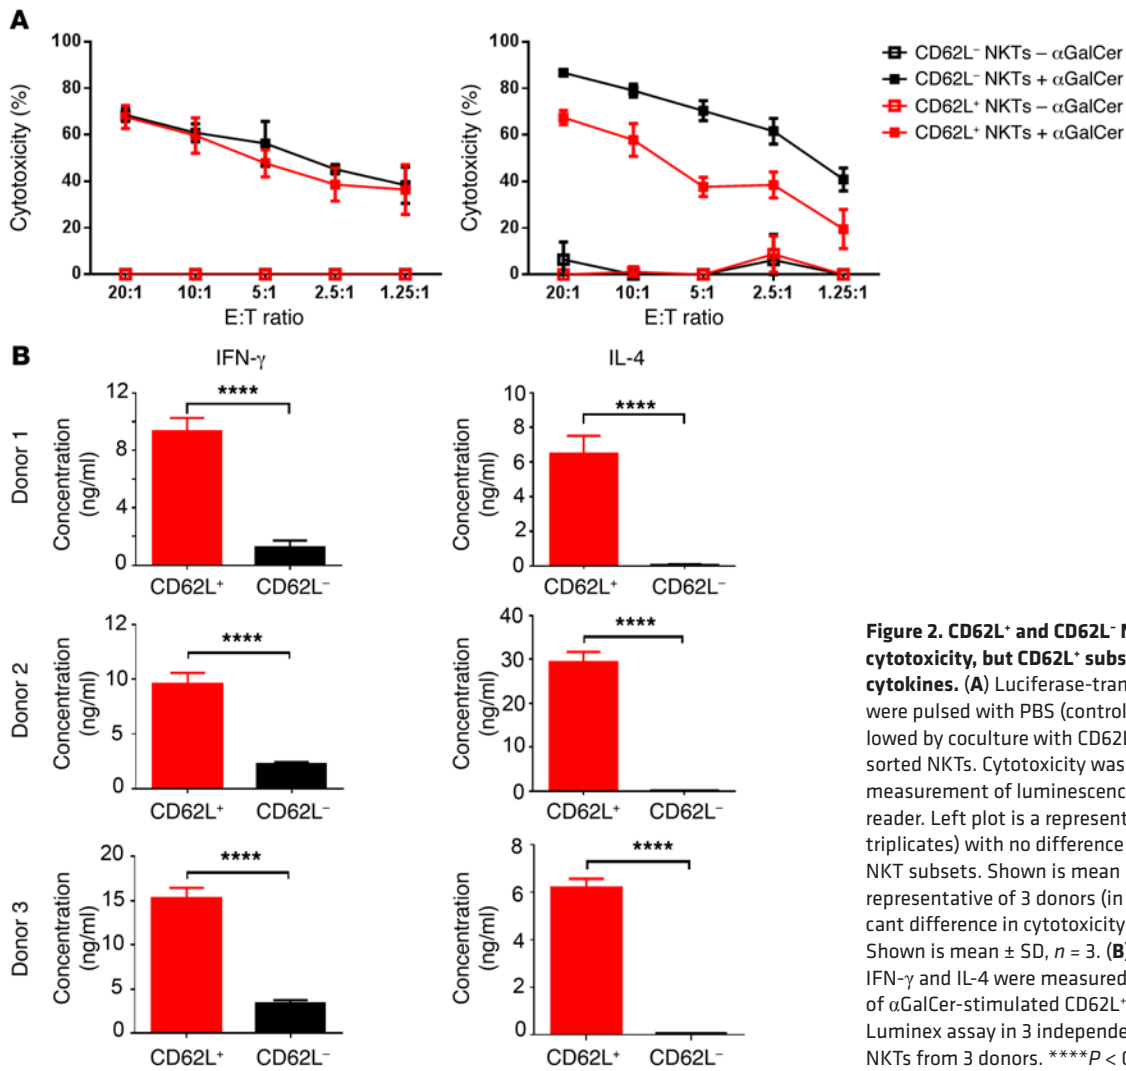 A
100
80
60
40
20
0
Cytotoxicity (%)
20:1 10:1 5:1 2.5:1 1.25:1
E:T ratio
100
80
60
40
20
0
Cytotoxicity (%)
20:1 10:1 5:1 2.5:1 1.25:1
E:T ratio
CD62L⁻ NKTs – αGalCer
CD62L⁻ NKTs + αGalCer
CD62L⁺ NKTs – αGalCer
CD62L⁺ NKTs + αGalCer
B
IFN-γ
IL-4
Donor 1
Concentration
(ng/ml)
12
8
4
0
****
CD62L⁺ CD62L⁻
Concentration
(ng/ml)
10
8
6
4
2
0
****
CD62L⁺ CD62L⁻
Donor 2
Concentration
(ng/ml)
12
10
5
0
****
CD62L⁺ CD62L⁻
Concentration
(ng/ml)
40
30
20
10
0
****
CD62L⁺ CD62L⁻
Donor 3
Concentration
(ng/ml)
20
15
10
5
0
****
CD62L⁺ CD62L⁻
Concentration
(ng/ml)
8
6
4
2
0
****
CD62L⁺ CD62L⁻
Figure 2. CD62L⁺ and CD62L⁻ N
cytotoxicity, but CD62L⁺ subs
cytokines. (A) Luciferase-tran
were pulsed with PBS (control
lowed by coculture with CD62L
sorted NKTs. Cytotoxicity was
measurement of luminescenc
reader. Left plot is a represent
triplicates) with no difference
NKT subsets. Shown is mean
representative of 3 donors (in
cant difference in cytotoxicity
Shown is mean ± SD, n = 3. (B)
IFN-γ and IL-4 were measured
of αGalCer-stimulated CD62L⁺
Luminex assay in 3 independe
NKTs from 3 donors. ****P < 0